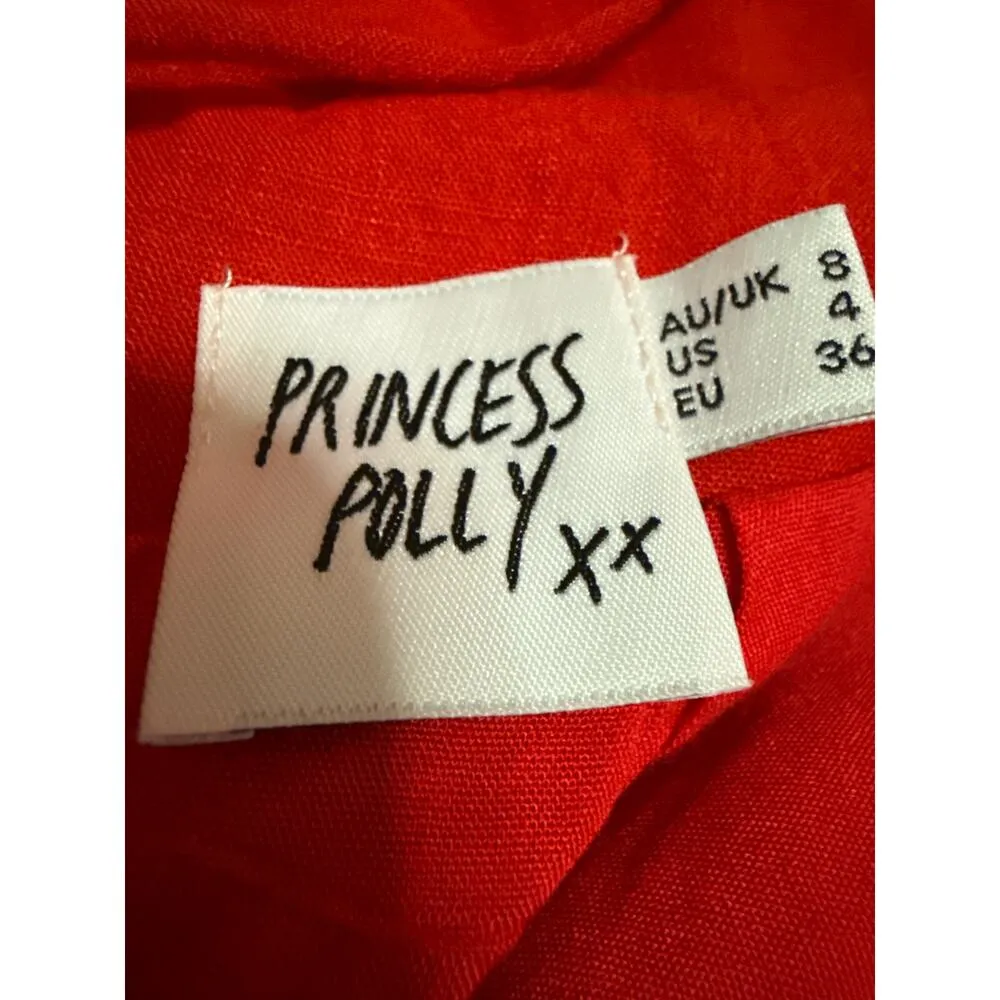 PRINCESS
POLLY xx
AU/UK 8
US 4
EU 36